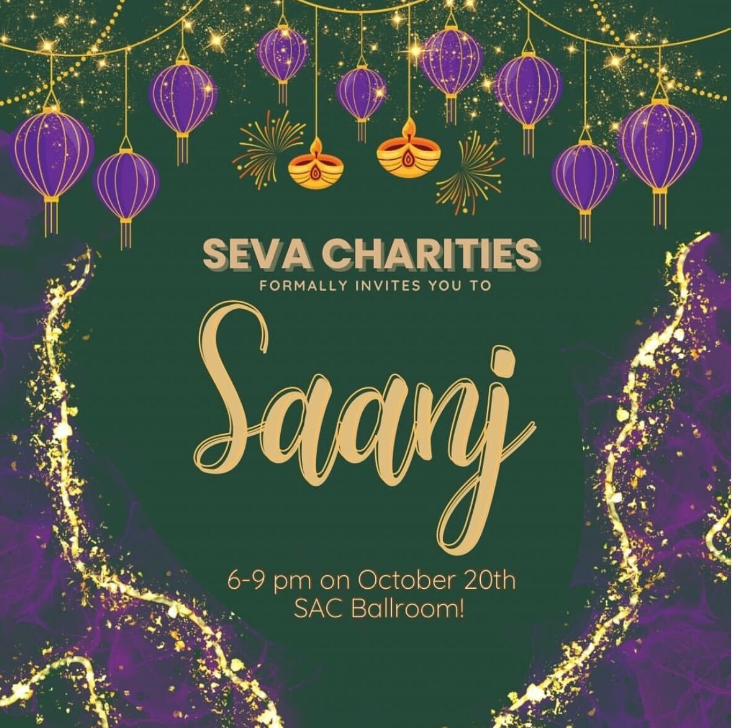 SEVA CHARITIES
FORMALLY INVITES YOU TO
Saanj
6-9 pm on October 20th
SAC Ballroom!